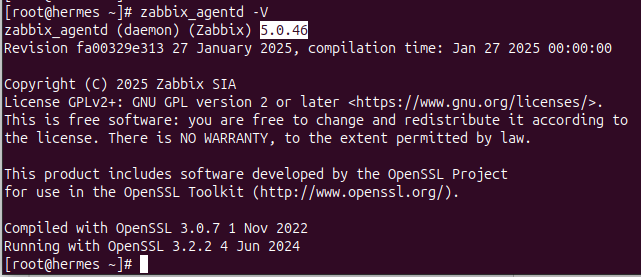 [root@hermes ~]# zabbix_agentd -V
zabbix_agentd (daemon) (Zabbix) 5.0.46
Revision fa00329e313 27 January 2025, compilation time: Jan 27 2025 00:00:00
Copyright (C) 2025 Zabbix SIA
License GPLv2+: GNU GPL version 2 or later <https://www.gnu.org/licenses/>.
This is free software: you are free to change and redistribute it according to
the license. There is NO WARRANTY, to the extent permitted by law.
This product includes software developed by the OpenSSL Project
for use in the OpenSSL Toolkit (http://www.openssl.org/).
Compiled with OpenSSL 3.0.7 1 Nov 2022
Running with OpenSSL 3.2.2 4 Jun 2024
[root@hermes ~]#